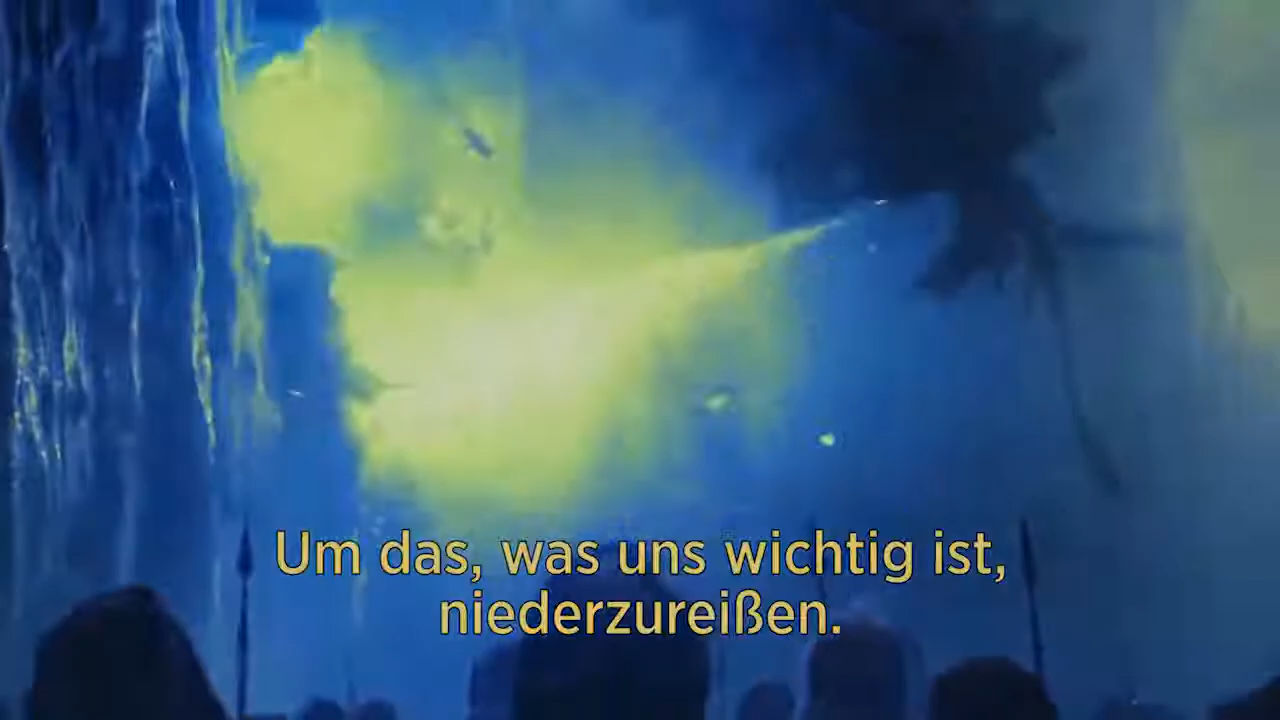 Um das, was uns wichtig ist,
niederzureißen.